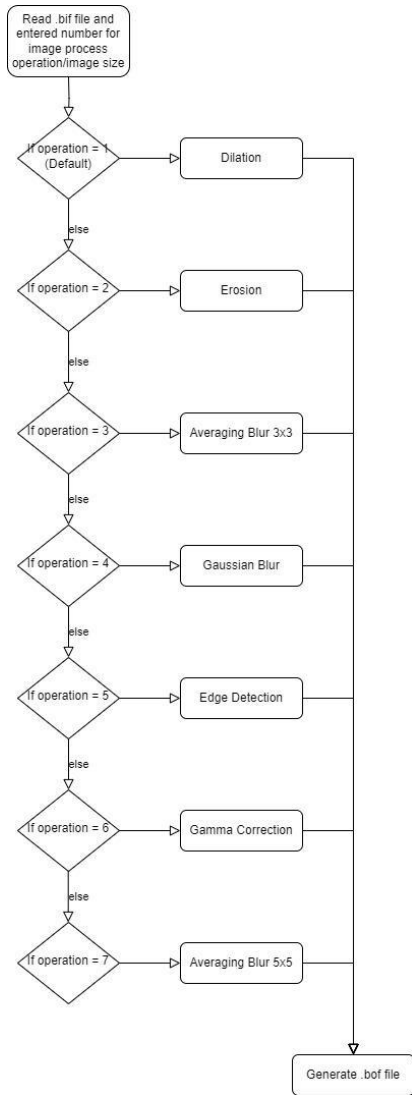 Read .bif file and
entered number for
image process
operation/image size
If operation = 1
(Default)
Dilation
else
If operation = 2
Erosion
else
If operation = 3
Averaging Blur 3x3
else
If operation = 4
Gaussian Blur
else
If operation = 5
Edge Detection
else
If operation = 6
Gamma Correction
else
If operation = 7
Averaging Blur 5x5
Generate .bof file